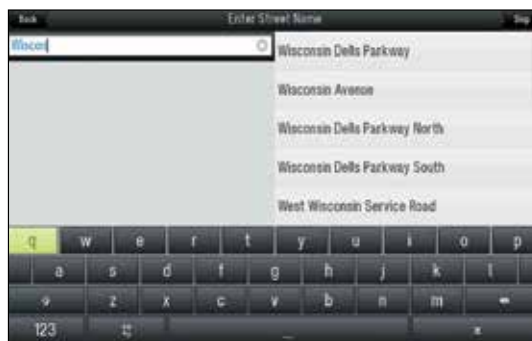 Back Enter Street Name Skip
Wiscon
Wisconsin Dells Parkway
Wisconsin Avenue
Wisconsin Dells Parkway North
Wisconsin Dells Parkway South
West Wisconsin Service Road
q w e r t y u i o p
a s d f g h j k l
z x c v b n m
123